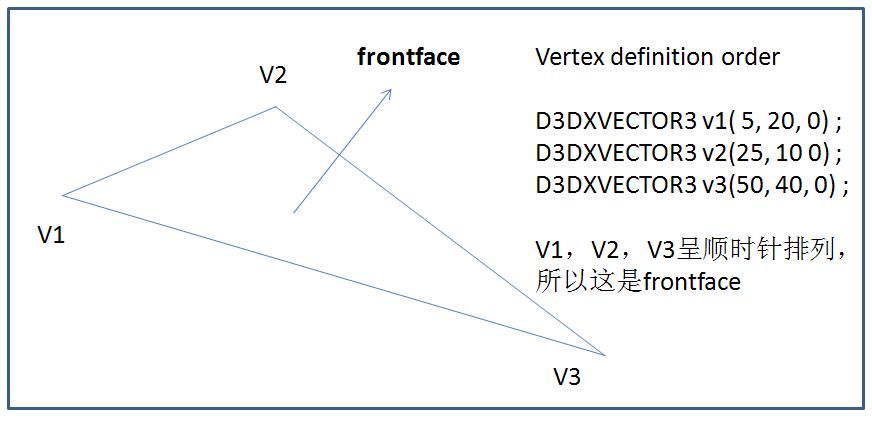 V2
frontface
V1
V3
Vertex definition order
D3DXVECTOR3 v1( 5, 20, 0) ;
D3DXVECTOR3 v2(25, 10 0) ;
D3DXVECTOR3 v3(50, 40, 0) ;
V1，V2，V3呈顺时针排列，
所以这是frontface